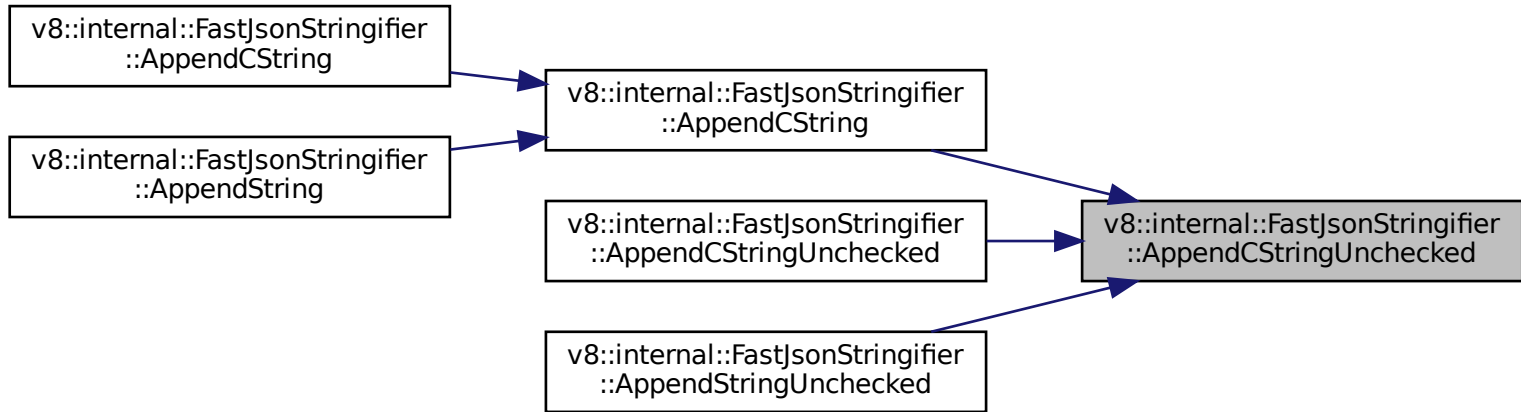 v8::internal::FastJsonStringifier
::AppendCString
v8::internal::FastJsonStringifier
::AppendString
v8::internal::FastJsonStringifier
::AppendCString
v8::internal::FastJsonStringifier
::AppendCStringUnchecked
v8::internal::FastJsonStringifier
::AppendStringUnchecked
v8::internal::FastJsonStringifier
::AppendCStringUnchecked